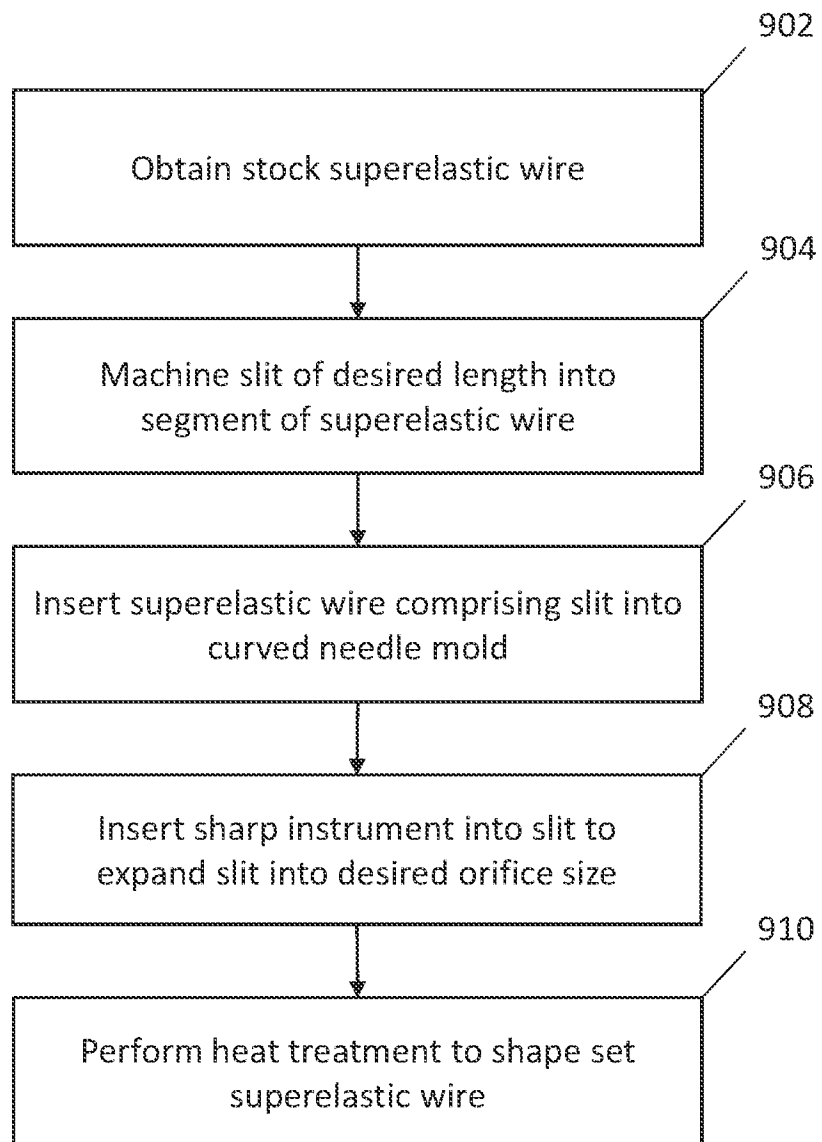 902
Obtain stock superelastic wire
904
Machine slit of desired length into
segment of superelastic wire
906
Insert superelastic wire comprising slit into
curved needle mold
908
Insert sharp instrument into slit to
expand slit into desired orifice size
910
Perform heat treatment to shape set
superelastic wire